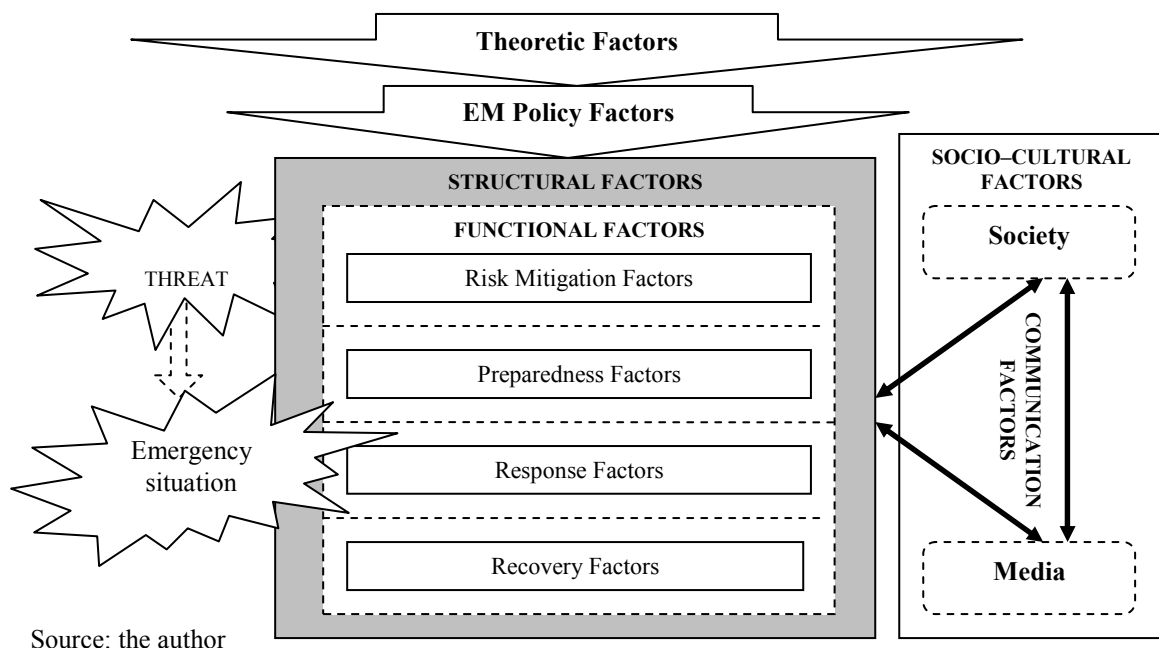 Theoretic Factors
EM Policy Factors
STRUCTURAL FACTORS
FUNCTIONAL FACTORS
Risk Mitigation Factors
Preparedness Factors
Response Factors
Recovery Factors
THREAT
Emergency
situation
SOCIO–CULTURAL
FACTORS
Society
COMMUNICATION
FACTORS
Media
Source: the author